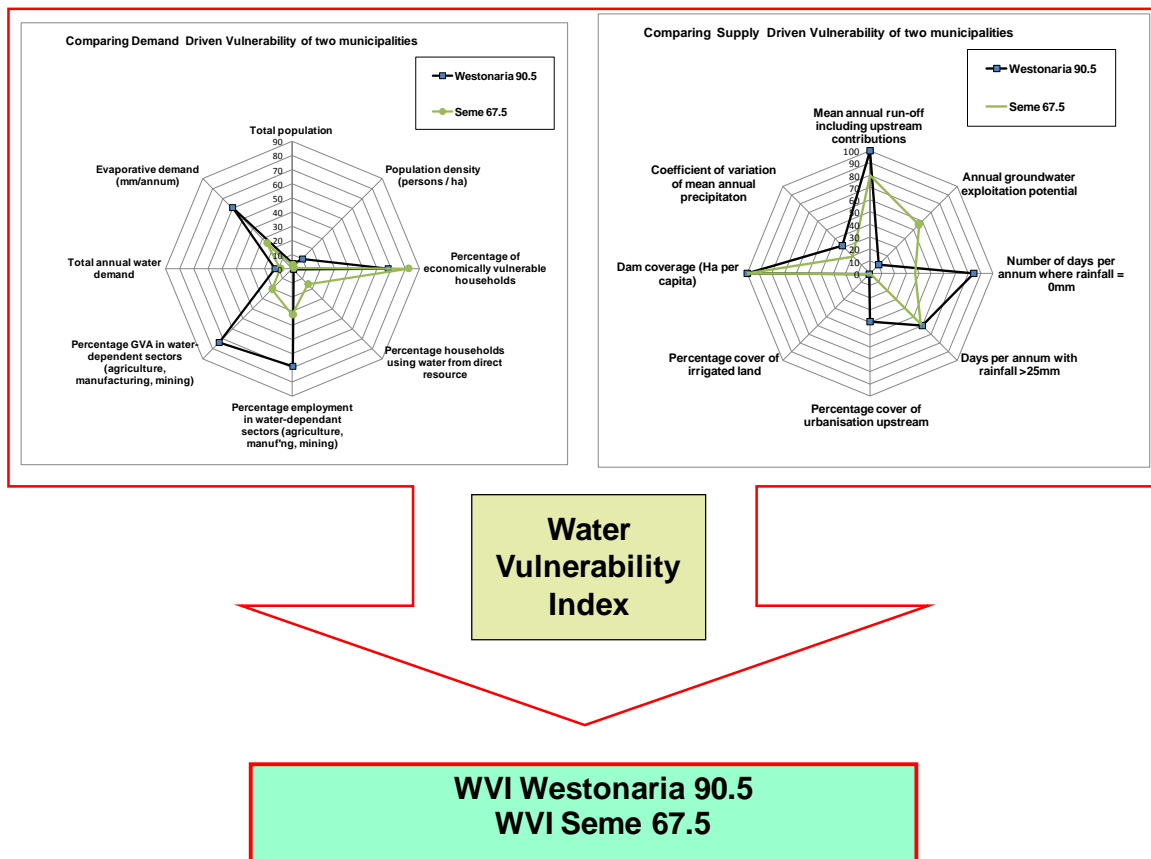 Comparing Demand Driven Vulnerability of two municipalities
Westonaria 90.5
Seme 67.5
Total population
90
80
70
60
50
40
30
20
10
0
Population density
(persons / ha)
Percentage of
economically vulnerable
households
Percentage households
using water from direct
resource
Percentage employment
in water-dependant
sectors (agriculture,
manuf'ng, mining)
Percentage GVA in water-
dependent sectors
(agriculture,
manufacturing, mining)
Total annual water
demand
Evaporative demand
(mm/annum)
Comparing Supply Driven Vulnerability of two municipalities
Westonaria 90.5
Seme 67.5
Mean annual run-off
including upstream
contributions
100
90
80
70
60
50
40
30
20
10
0
Annual groundwater
exploitation potential
Number of days per
annum where rainfall =
0mm
Days per annum with
rainfall >25mm
Percentage cover of
urbanisation upstream
Percentage cover of
irrigated land
Dam coverage (Ha per
capita)
Coefficient of variation
of mean annual
precipitaton
Water
Vulnerability
Index
WVI Westonaria 90.5
WVI Seme 67.5